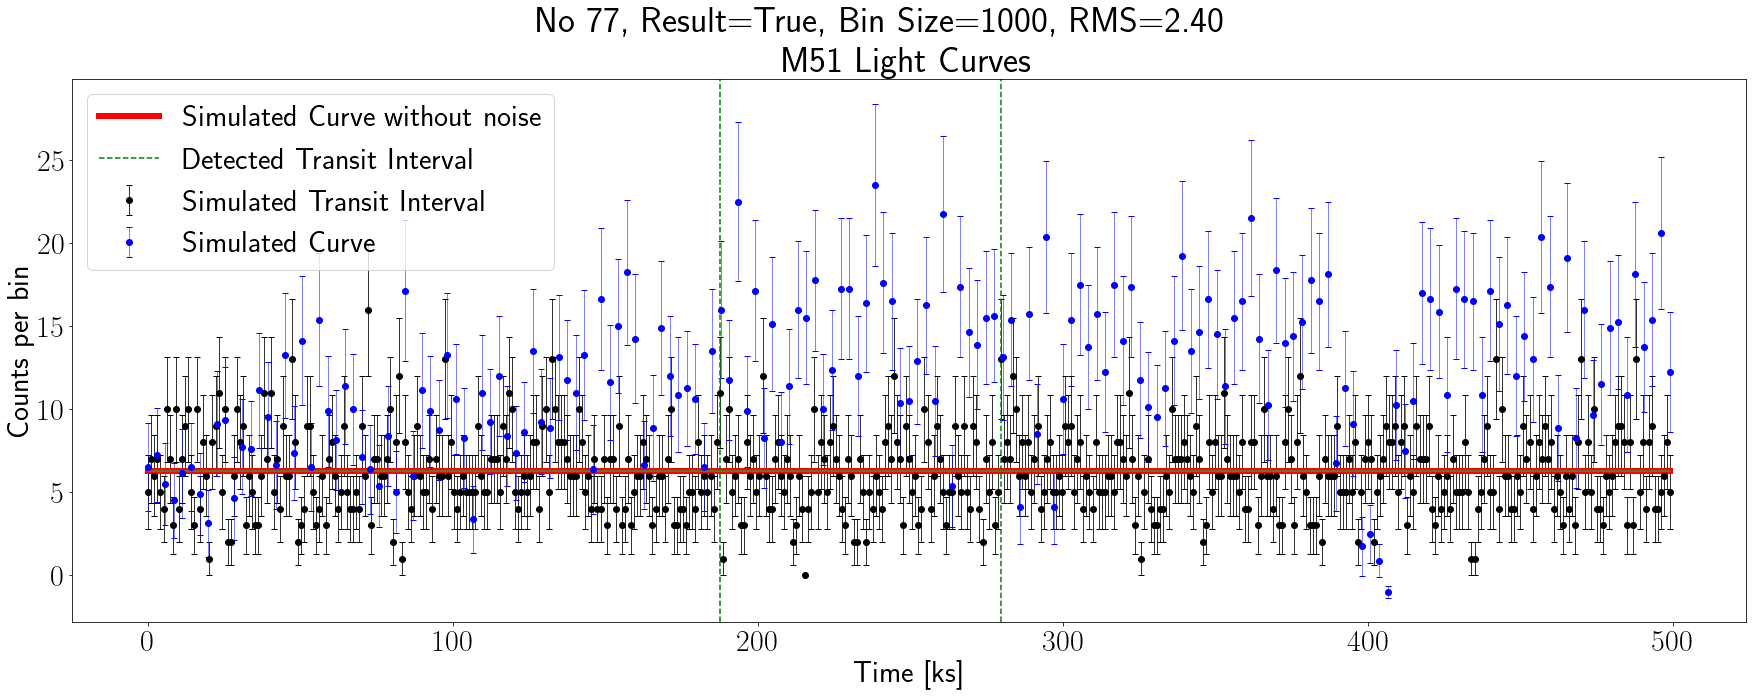 No 77, Result=True, Bin Size=1000, RMS=2.40
M51 Light Curves
Simulated Curve without noise
Detected Transit Interval
Simulated Transit Interval
Simulated Curve
Counts per bin
25
20
15
10
5
0
0 100 200 300 400 500
Time [ks]